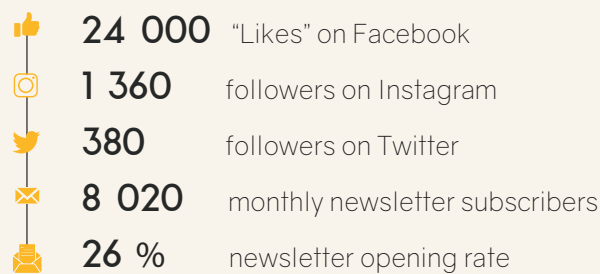 24 000 “Likes” on Facebook
1 360 followers on Instagram
380 followers on Twitter
8 020 monthly newsletter subscribers
26 % newsletter opening rate